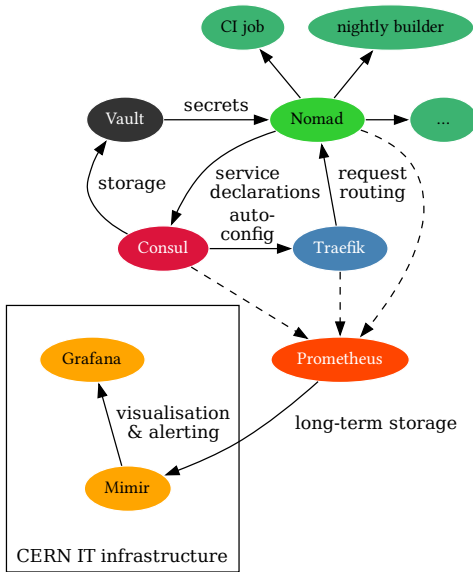 CI job
nightly builder
Vault
secrets
Nomad
...
storage
service
declarations
request
routing
auto-
config
Consul
Traefik
Grafana
Prometheus
visualisation
& alerting
long-term storage
Mimir
CERN IT infrastructure